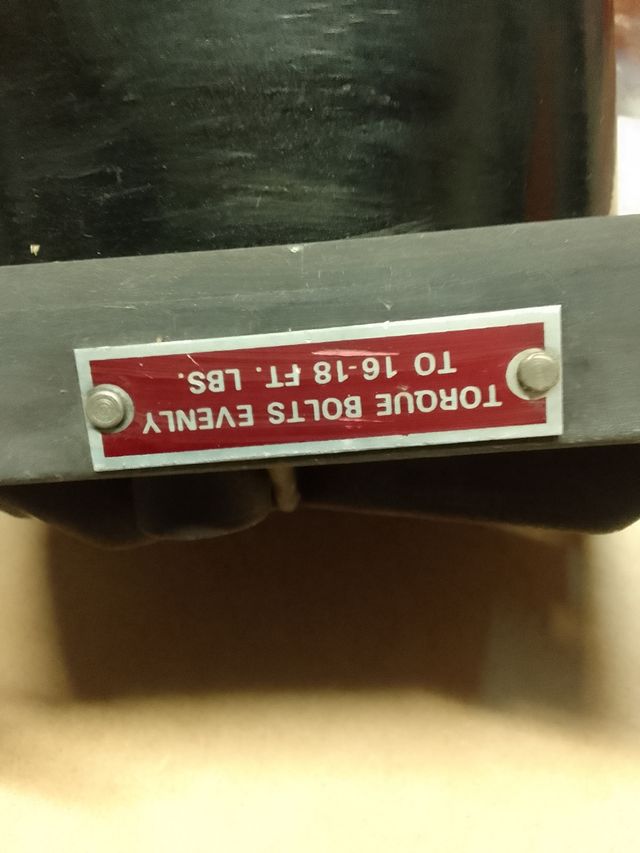 TORQUE BOLTS EVENLY
TO 16-18 FT. LBS.